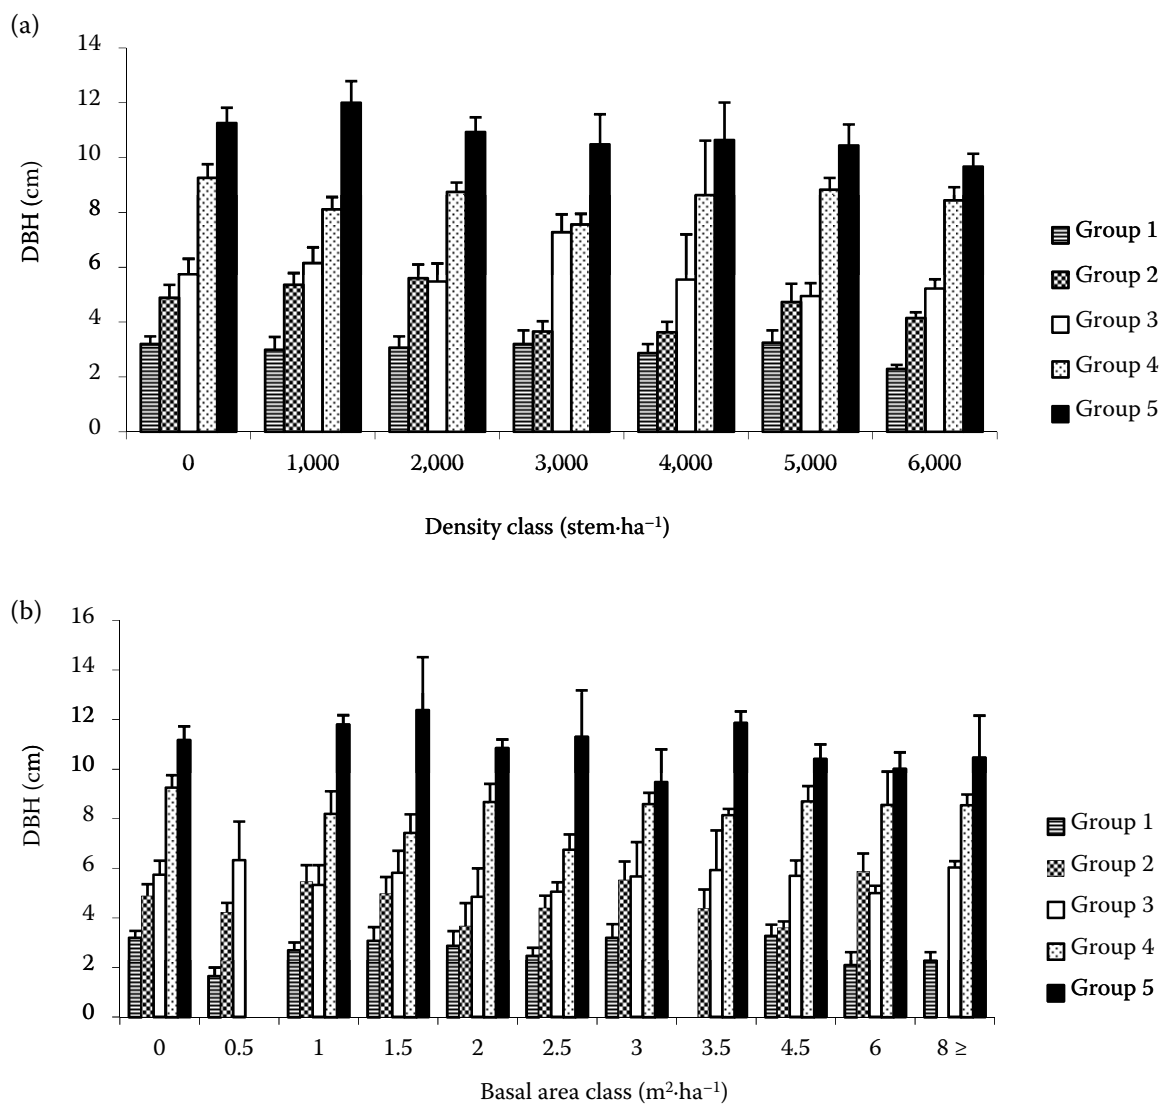 (a)
14
12
10
8
6
4
2
0
DBH (cm)
0 1,000 2,000 3,000 4,000 5,000 6,000
Density class (stem·ha⁻¹)
Group 1
Group 2
Group 3
Group 4
Group 5
(b)
16
14
12
10
8
6
4
2
0
DBH (cm)
0 0.5 1 1.5 2 2.5 3 3.5 4.5 6 8 ≥
Basal area class (m²·ha⁻¹)
Group 1
Group 2
Group 3
Group 4
Group 5